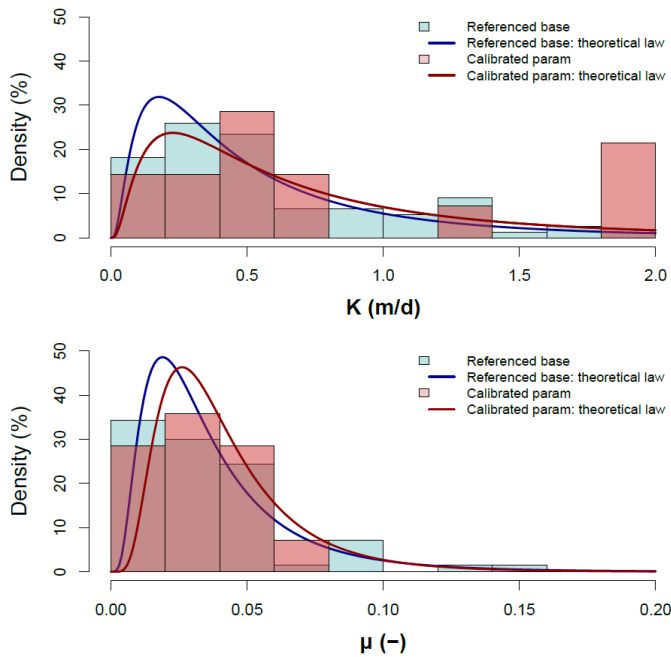 50
40
30
20
10
0
Density (%)
Referenced base
Referenced base: theoretical law
Calibrated param
Calibrated param: theoretical law
0.0 0.5 1.0 1.5 2.0
K (m/d)
50
40
30
20
10
0
Density (%)
Referenced base
Referenced base: theoretical law
Calibrated param
Calibrated param: theoretical law
0.00 0.05 0.10 0.15 0.20
μ (−)